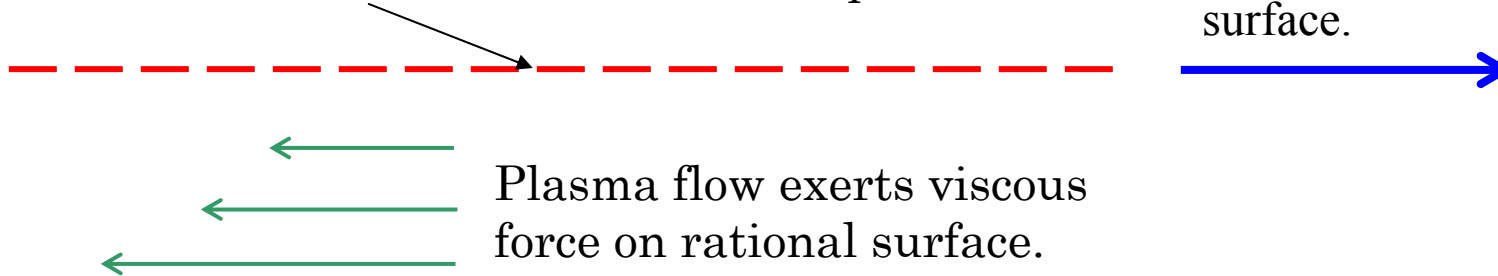 surface.
Plasma flow exerts viscous
force on rational surface.